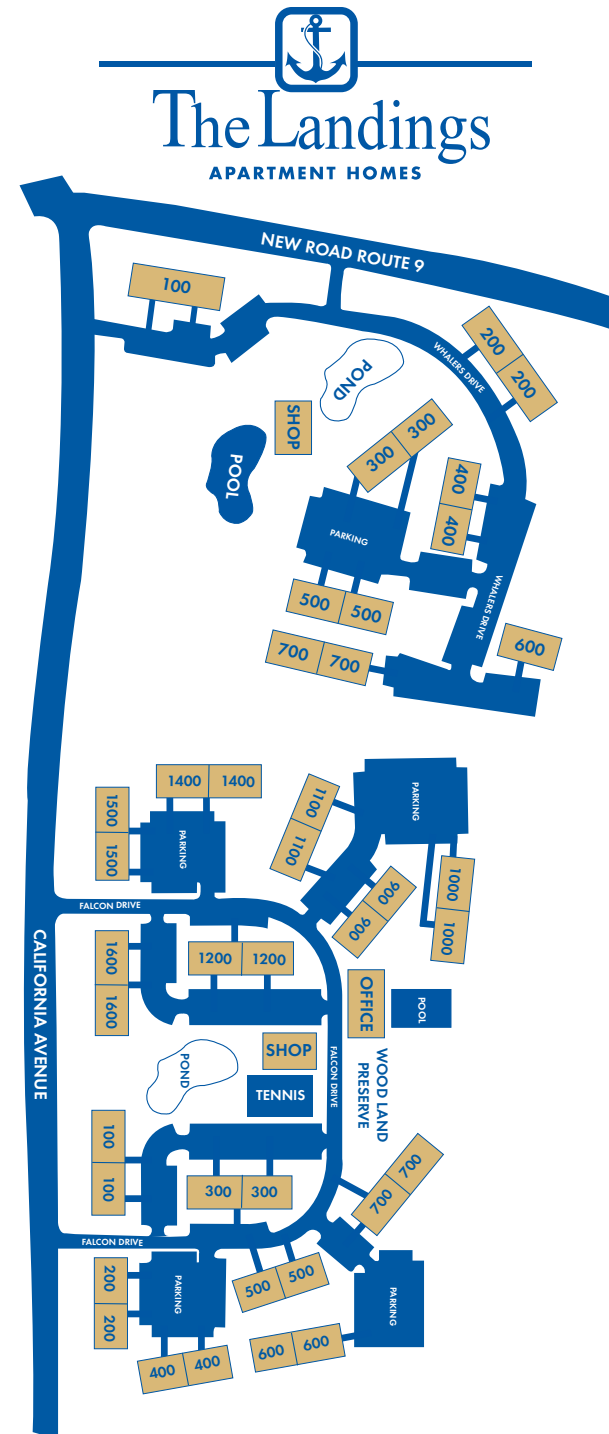 The Landings
APARTMENT HOMES
NEW ROAD ROUTE 9
100
200
200
WHALERS DRIVE
POND
SHOP
POOL
300
300
400
400
PARKING
WHALERS DRIVE
500
500
600
700
700
1400
1400
1500
1500
PARKING
1100
1100
PARKING
900
900
1000
1000
FALCON DRIVE
CALIFORNIA AVENUE
1600
1600
1200
1200
OFFICE
POOL
SHOP
POND
TENNIS
FALCON DRIVE
WOOD LAND
PRESERVE
100
100
300
300
700
700
FALCON DRIVE
200
200
PARKING
500
500
PARKING
400
400
600
600